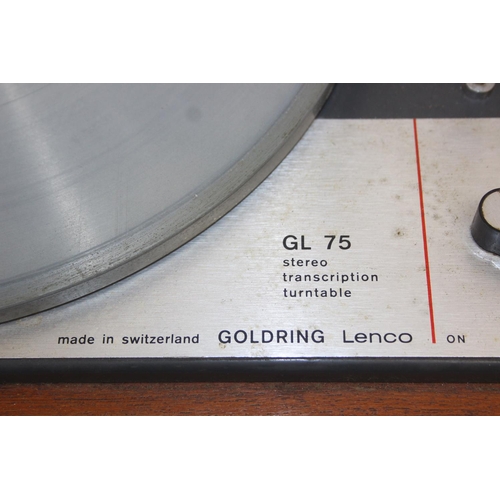 GL 75
stereo
transcription
turntable
made in switzerland GOLDRING Lenco ON